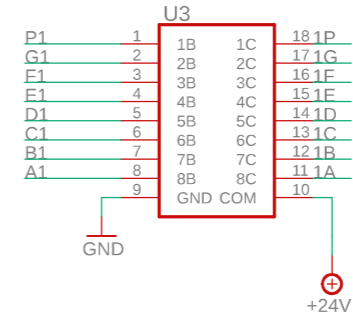 U3
P1 1 1B 1C 18 1P
G1 2 2B 2C 17 1G
F1 3 3B 3C 16 1F
E1 4 4B 4C 15 1E
D1 5 5B 5C 14 1D
C1 6 6B 6C 13 1C
B1 7 7B 7C 12 1B
A1 8 8B 8C 11 1A
9 GND COM 10
GND
+24V